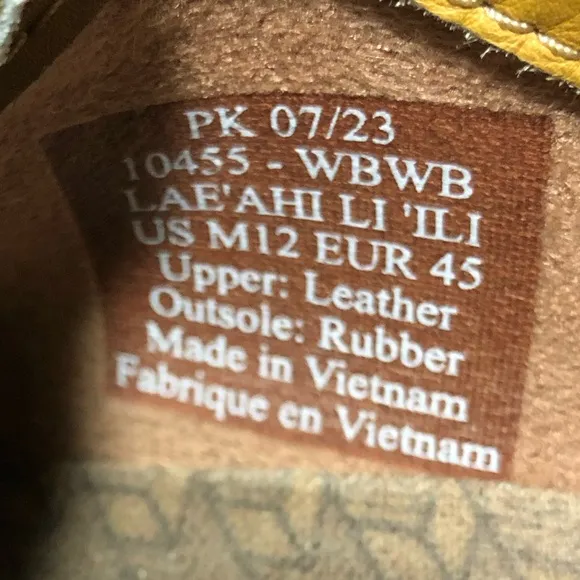 PK 07/23
10455 - WBWB
LAE'AHI LI 'ILI
US M12 EUR 45
Upper: Leather
Outsole: Rubber
Made in Vietnam
Fabrique en Vietnam